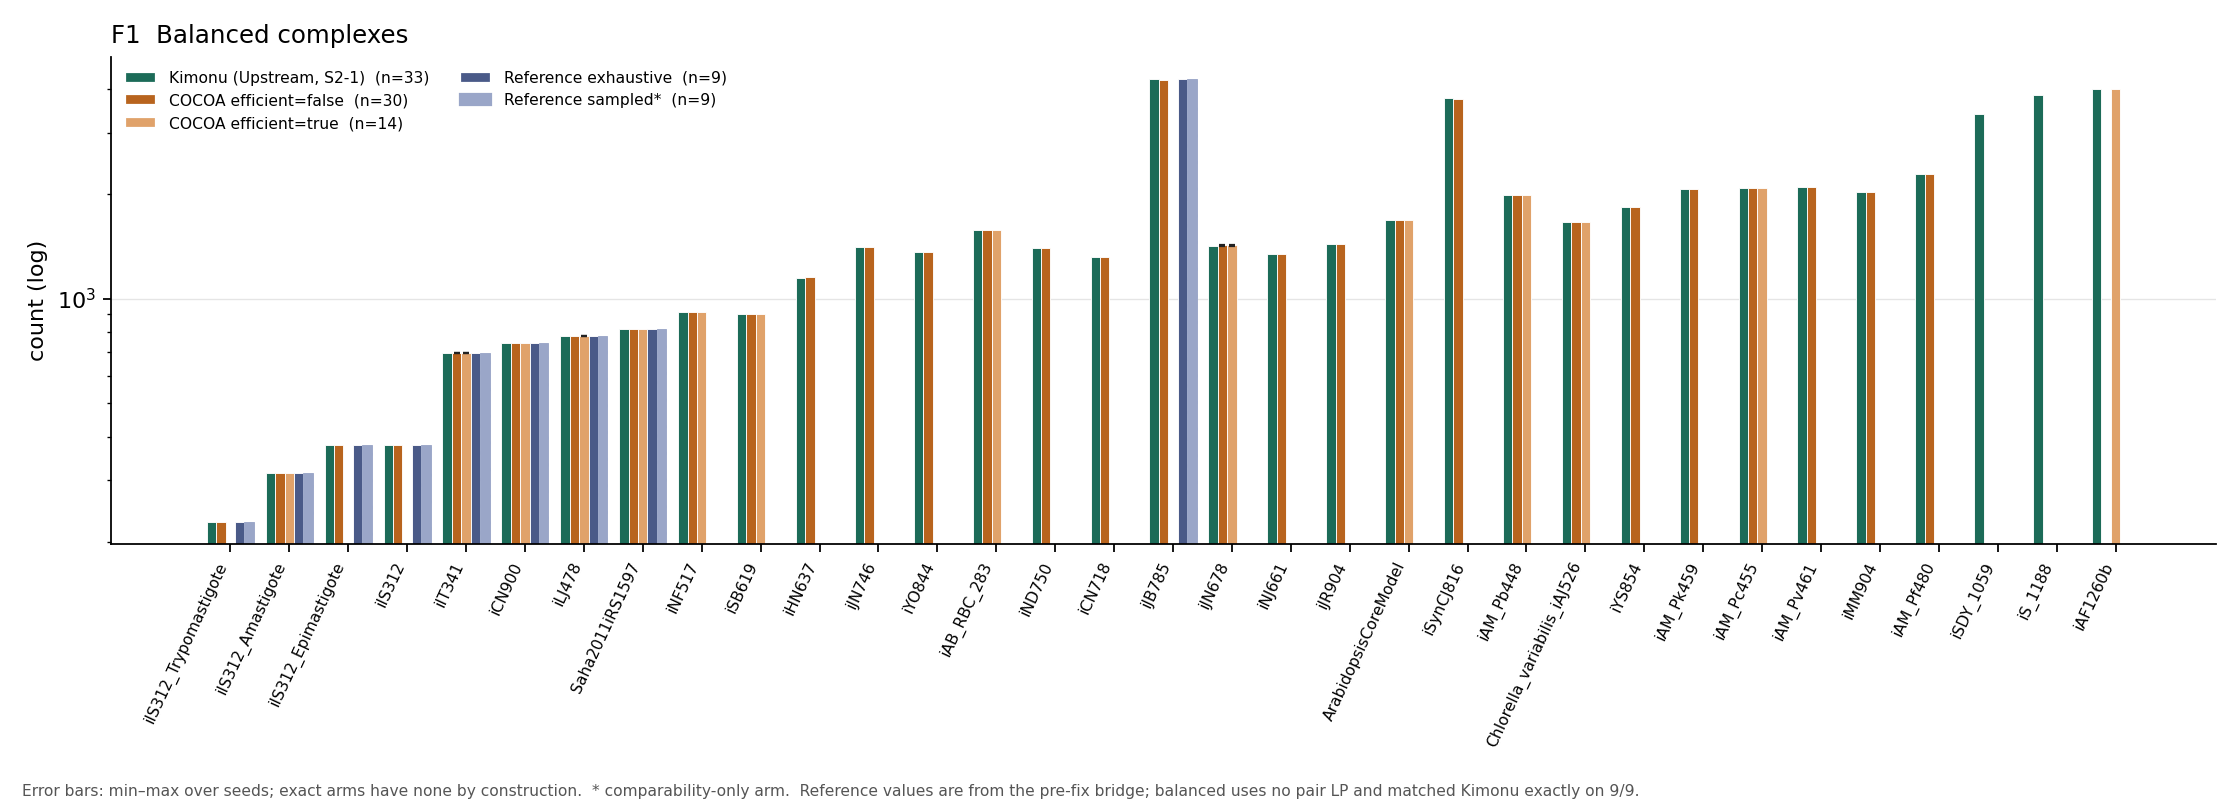 F1  Balanced complexes
Kimonu (Upstream, S2-1)  (n=33)
COCOA efficient=false  (n=30)
COCOA efficient=true  (n=14)
Reference exhaustive  (n=9)
Reference sampled*  (n=9)
count (log)
10³
iIS312_Trypomastigote
iIS312_Amastigote
iIS312_Epimastigote
iIS312
iIT341
iCN900
iLJ478
Saha2011iRS1597
iNF517
iSB619
iHN637
iJN746
iYO844
iAB_RBC_283
iND750
iCN718
iJB785
iJN678
iNJ661
iJR904
ArabidopsisCoreModel
iSynCJ816
iAM_Pb448
Chlorella_variabilis_iAJ526
iYS854
iAM_Pk459
iAM_Pc455
iAM_Pv461
iMM904
iAM_Pf480
iSDY_1059
iS_1188
iAF1260b
Error bars: min–max over seeds; exact arms have none by construction.  * comparability-only arm.  Reference values are from the pre-fix bridge; balanced uses no pair LP and matched Kimonu exactly on 9/9.